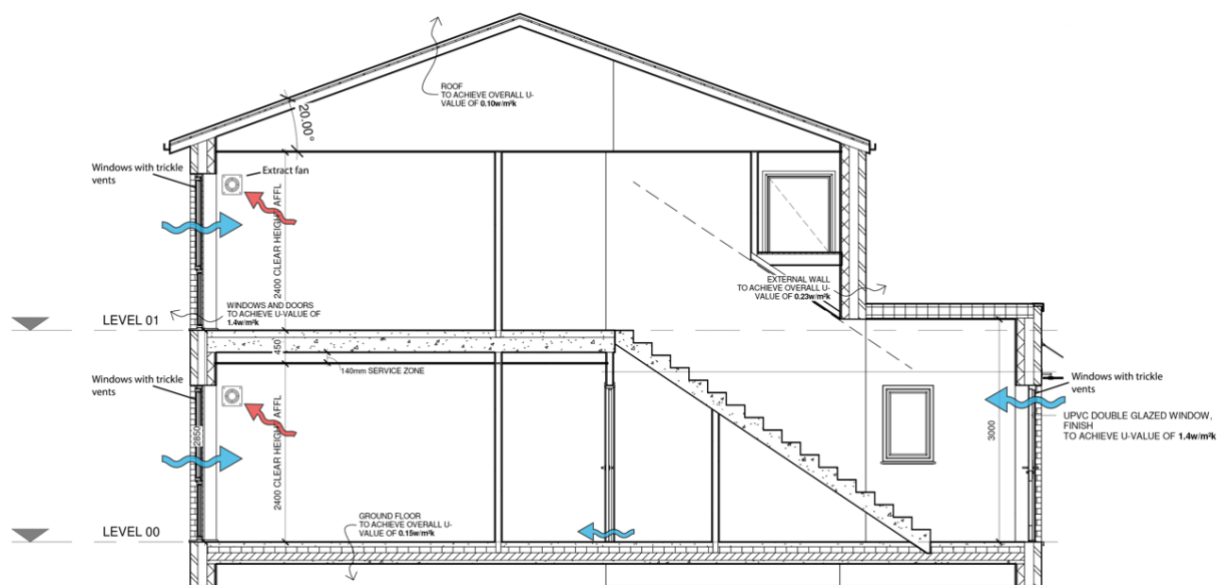 ROOF
TO ACHIEVE OVERALL U-
VALUE OF 0.10w/m²k
20.00°
Windows with trickle
vents
Extract fan
2400 CLEAR HEIGHT AFFL
EXTERNAL WALL
TO ACHIEVE OVERALL U-
VALUE OF 0.23w/m²k
WINDOWS AND DOORS
TO ACHIEVE U-VALUE OF
1.4w/m²k
LEVEL 01
450
140mm SERVICE ZONE
Windows with trickle
vents
Windows with trickle
vents
UPVC DOUBLE GLAZED WINDOW,
FINISH
TO ACHIEVE U-VALUE OF 1.4w/m²k
2850
2400 CLEAR HEIGHT AFFL
3000
GROUND FLOOR
TO ACHIEVE OVERALL U-
VALUE OF 0.15w/m²k
LEVEL 00